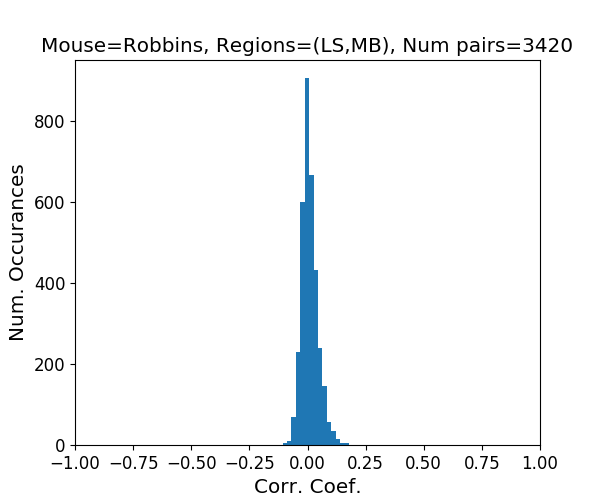 Mouse=Robbins, Regions=(LS,MB), Num pairs=3420
Num. Occurances
800
600
400
200
0
−1.00 −0.75 −0.50 −0.25 0.00 0.25 0.50 0.75 1.00
Corr. Coef.